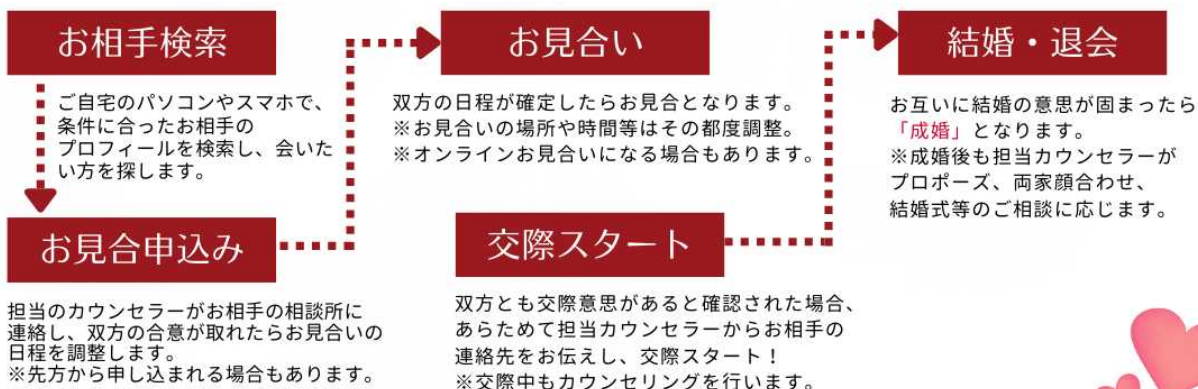 お相手検索
ご自宅のパソコンやスマホで、
条件に合ったお相手の
プロフィールを検索し、会いた
い方を探します。
お見合申込み
担当のカウンセラーがお相手の相談所に
連絡し、双方の合意が取れたらお見合いの
日程を調整します。
※先方から申し込まれる場合もあります。
お見合い
双方の日程が確定したらお見合となります。
※お見合いの場所や時間等はその都度調整。
※オンラインお見合いになる場合もあります。
交際スタート
双方とも交際意思があると確認された場合、
あらためて担当カウンセラーからお相手の
連絡先をお伝えし、交際スタート！
※交際中もカウンセリングを行います。
結婚・退会
お互いに結婚の意思が固まったら
「成婚」となります。
※成婚後も担当カウンセラーが
プロポーズ、両家顔合わせ、
結婚式等のご相談に応じます。